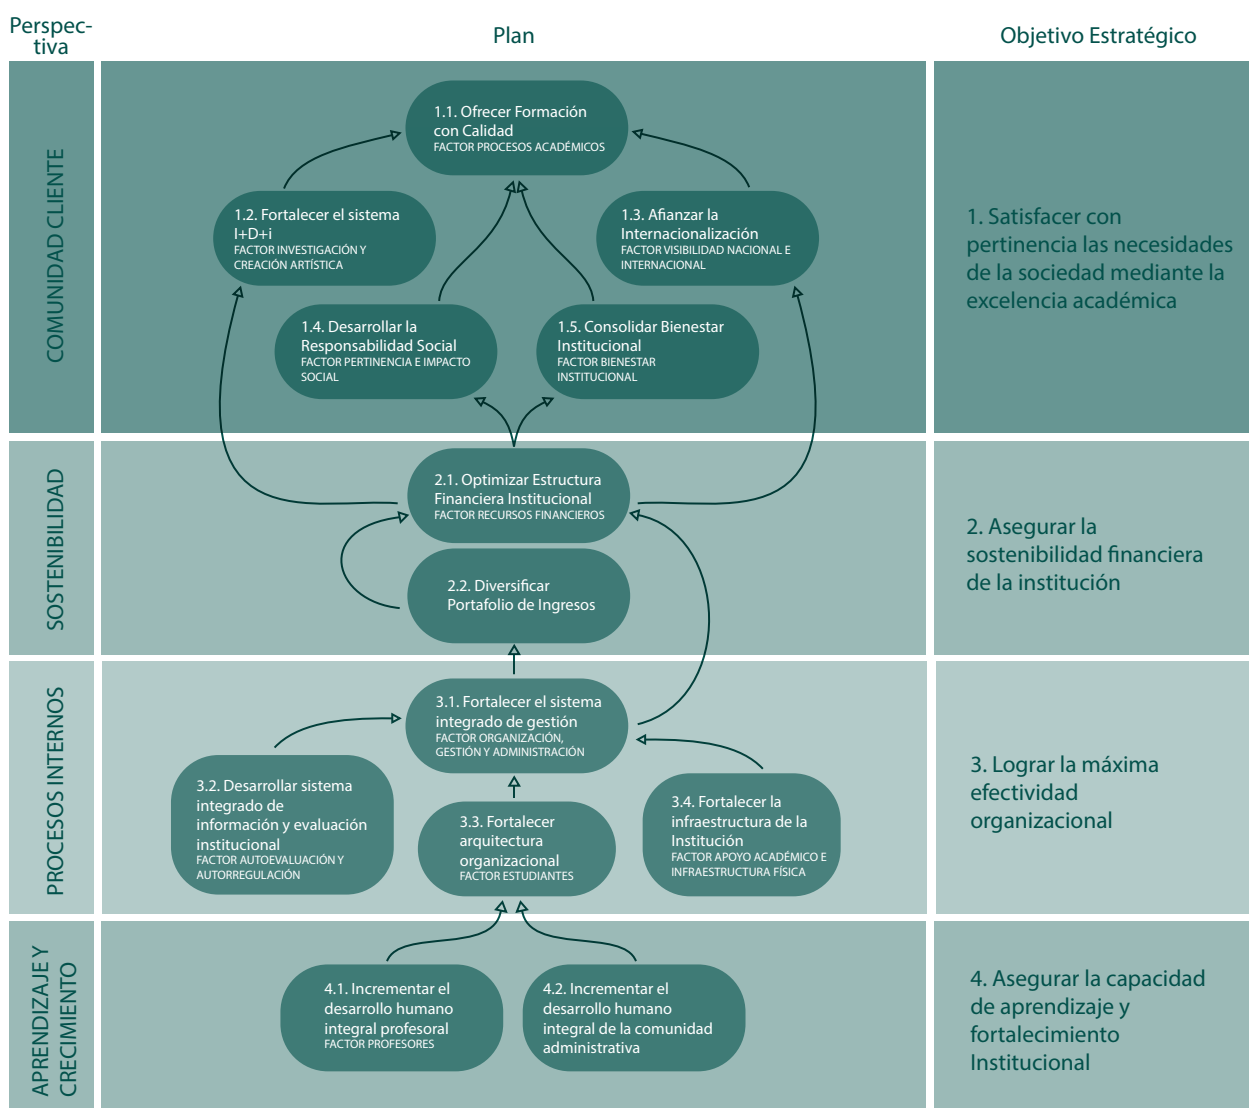 Perspec-
tiva
Plan
Objetivo Estratégico
COMUNIDAD CLIENTE
1.1. Ofrecer Formación
con Calidad
FACTOR PROCESOS ACADÉMICOS
1.2. Fortalecer el sistema
I+D+i
FACTOR INVESTIGACIÓN Y
CREACIÓN ARTÍSTICA
1.3. Afianzar la
Internacionalización
FACTOR VISIBILIDAD NACIONAL E
INTERNACIONAL
1.4. Desarrollar la
Responsabilidad Social
FACTOR PERTINENCIA E IMPACTO
SOCIAL
1.5. Consolidar Bienestar
Institucional
FACTOR BIENESTAR
INSTITUCIONAL
1. Satisfacer con
pertinencia las necesidades
de la sociedad mediante la
excelencia académica
SOSTENIBILIDAD
2.1. Optimizar Estructura
Financiera Institucional
FACTOR RECURSOS FINANCIEROS
2.2. Diversificar
Portafolio de Ingresos
2. Asegurar la
sostenibilidad financiera
de la institución
PROCESOS INTERNOS
3.1. Fortalecer el sistema
integrado de gestión
FACTOR ORGANIZACIÓN,
GESTIÓN Y ADMINISTRACIÓN
3.2. Desarrollar sistema
integrado de
información y evaluación
institucional
FACTOR AUTOEVALUACIÓN Y
AUTORREGULACIÓN
3.3. Fortalecer
arquitectura
organizacional
FACTOR ESTUDIANTES
3.4. Fortalecer la
infraestructura de la
Institución
FACTOR APOYO ACADÉMICO E
INFRAESTRUCTURA FÍSICA
3. Lograr la máxima
efectividad
organizacional
APRENDIZAJE Y
CRECIMIENTO
4.1. Incrementar el
desarrollo humano
integral profesoral
FACTOR PROFESORES
4.2. Incrementar el
desarrollo humano
integral de la comunidad
administrativa
4. Asegurar la capacidad
de aprendizaje y
fortalecimiento
Institucional